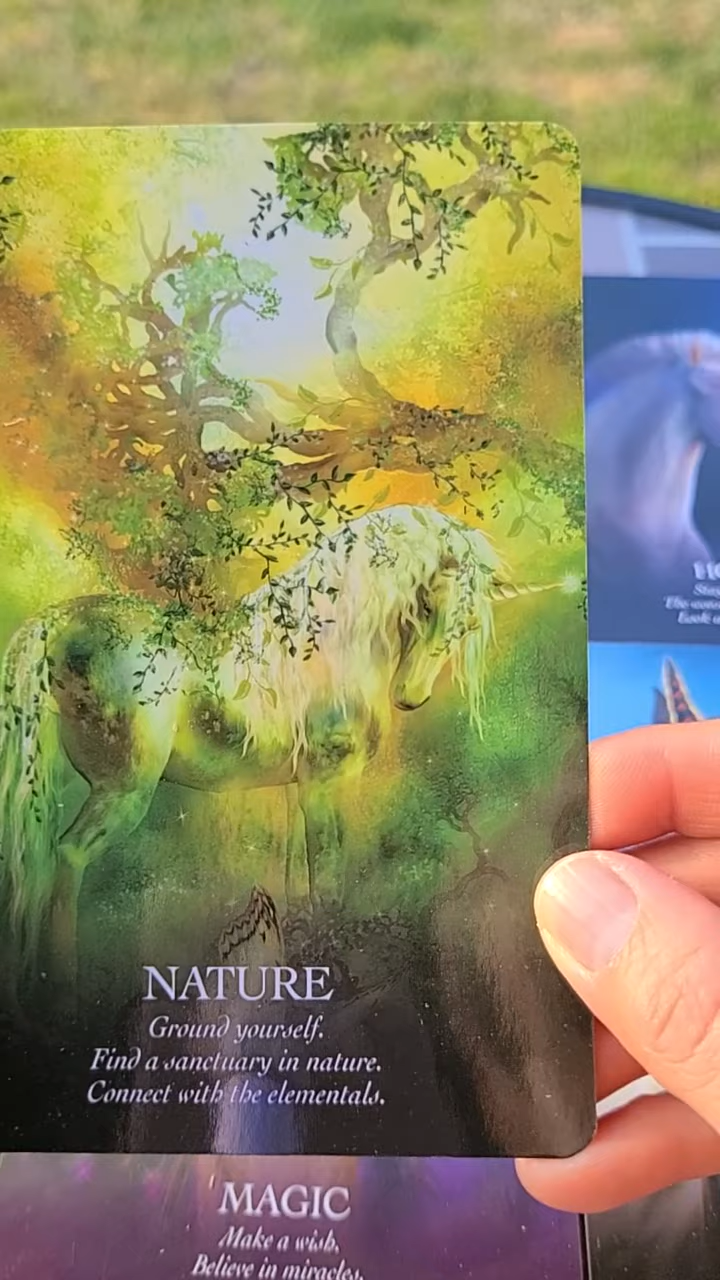 NATURE
Ground yourself.
Find a sanctuary in nature.
Connect with the elementals.
MAGIC
Make a wish.
Believe in miracles.